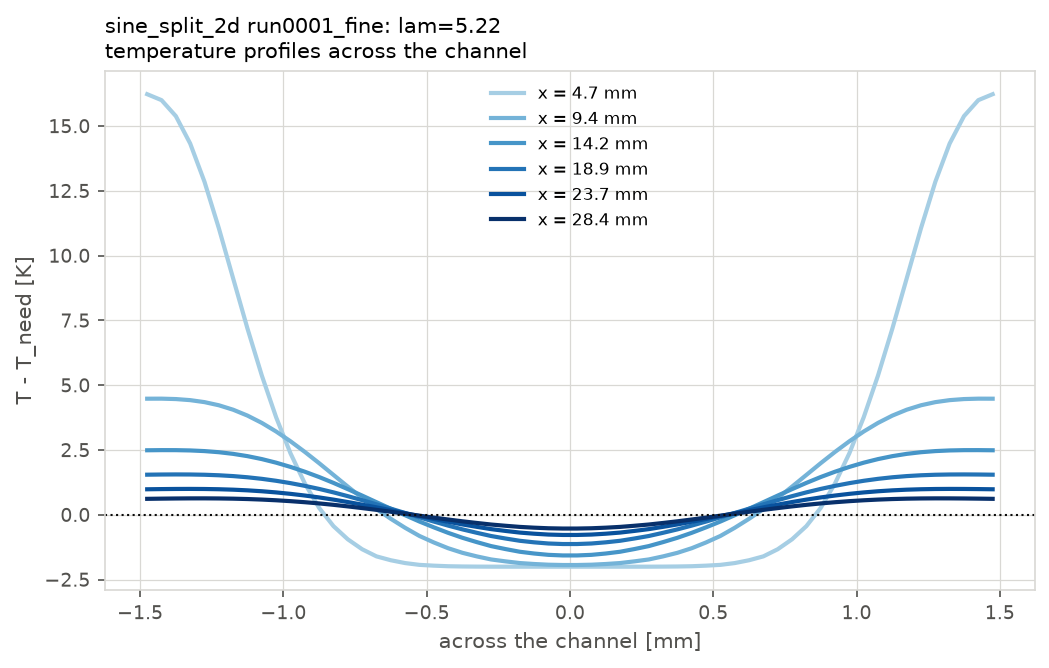 sine_split_2d run0001_fine: lam=5.22
temperature profiles across the channel
x = 4.7 mm
x = 9.4 mm
x = 14.2 mm
x = 18.9 mm
x = 23.7 mm
x = 28.4 mm
T - T_need [K]
15.0
12.5
10.0
7.5
5.0
2.5
0.0
−2.5
−1.5
−1.0
−0.5
0.0
0.5
1.0
1.5
across the channel [mm]